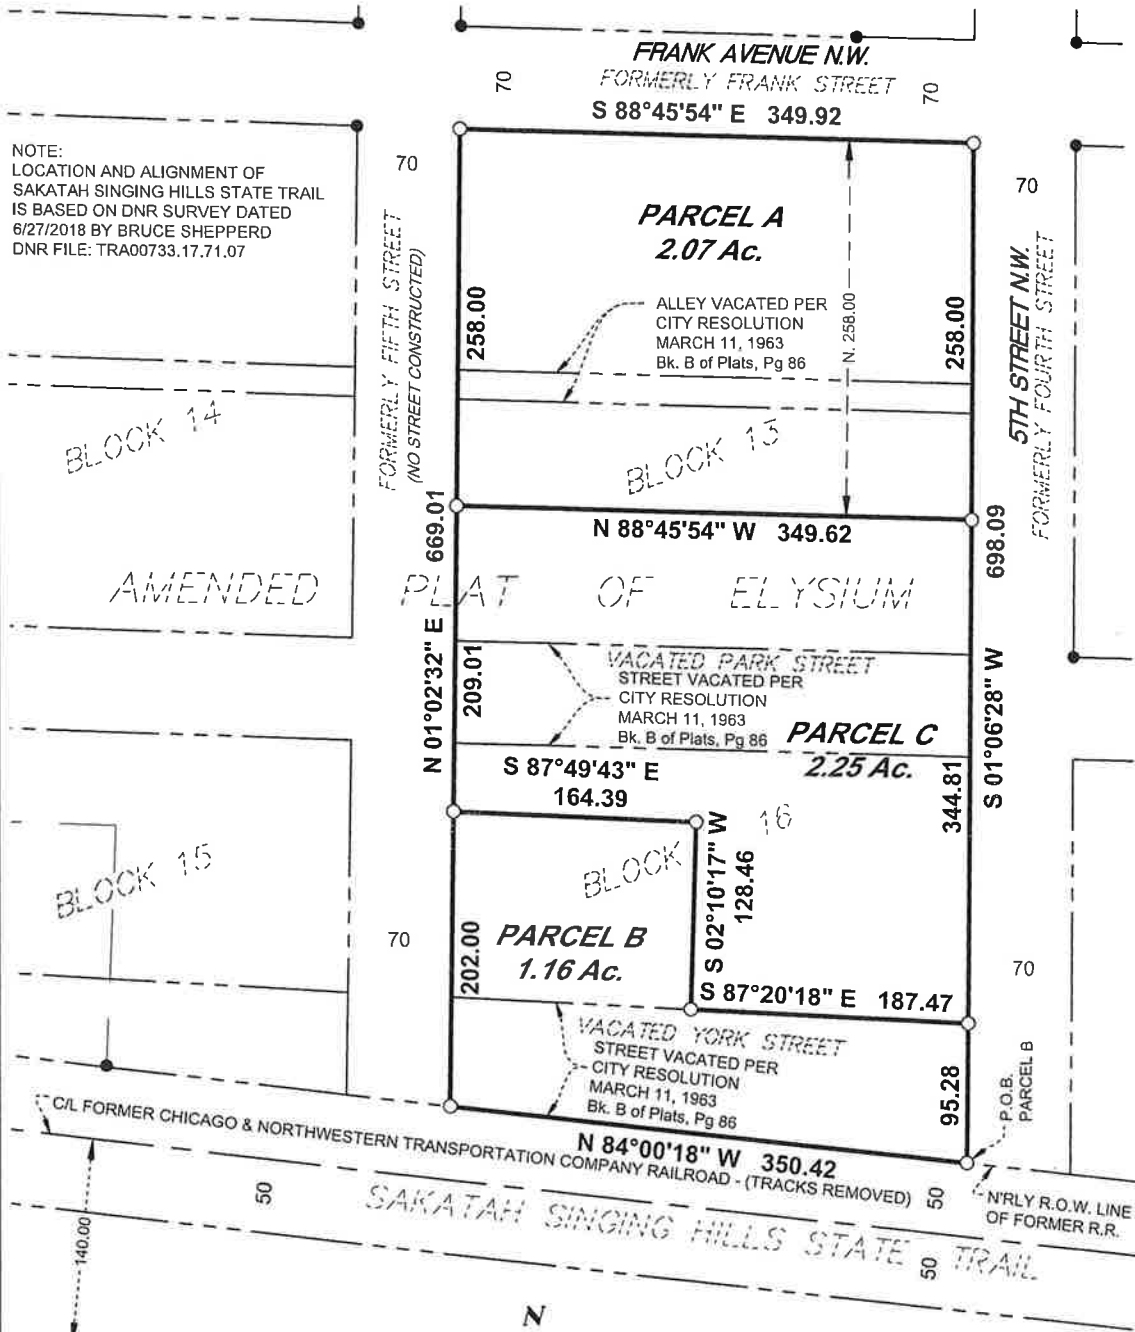 FRANK AVENUE N.W.
FORMERLY FRANK STREET
70
70
S 88°45'54" E 349.92
NOTE:
LOCATION AND ALIGNMENT OF
SAKATAH SINGING HILLS STATE TRAIL
IS BASED ON DNR SURVEY DATED
6/27/2018 BY BRUCE SHEPPERD
DNR FILE: TRA00733.17.71.07
70
70
PARCEL A
2.07 Ac.
FORMERLY FIFTH STREET
(NO STREET CONSTRUCTED)
258.00
ALLEY VACATED PER
CITY RESOLUTION
MARCH 11, 1963
Bk. B of Plats, Pg 86
N. 258.00
258.00
5TH STREET N.W.
FORMERLY FOURTH STREET
BLOCK 14
BLOCK 13
N 88°45'54" W 349.62
N 01°02'32" E 669.01
S 01°06'28" W 698.09
AMENDED PLAT OF ELYSIUM
209.01
VACATED PARK STREET
STREET VACATED PER
CITY RESOLUTION
MARCH 11, 1963
Bk. B of Plats, Pg 86
PARCEL C
2.25 Ac.
S 87°49'43" E
164.39
344.81
BLOCK 16
BLOCK 15
S 02°10'17" W
128.46
70
202.00
PARCEL B
1.16 Ac.
70
S 87°20'18" E 187.47
VACATED YORK STREET
STREET VACATED PER
CITY RESOLUTION
MARCH 11, 1963
Bk. B of Plats, Pg 86
95.28
P.O.B.
PARCEL B
C/L FORMER CHICAGO & NORTHWESTERN TRANSPORTATION COMPANY RAILROAD - (TRACKS REMOVED)
N 84°00'18" W 350.42
50
50
N'RLY R.O.W. LINE
OF FORMER R.R.
SAKATAH SINGING HILLS STATE TRAIL
50
140.00
N